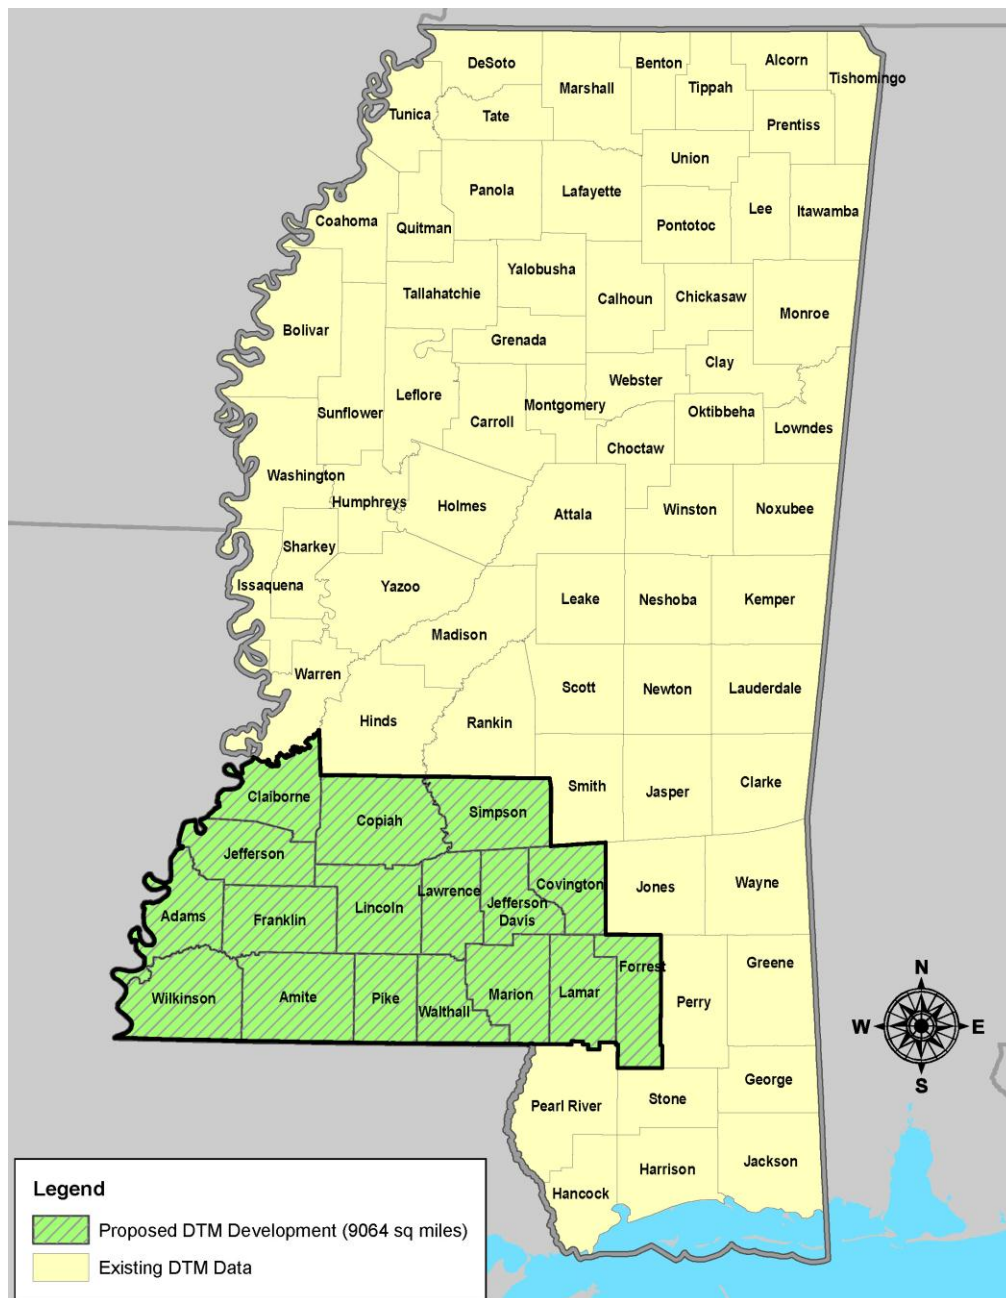 DeSoto
Marshall
Benton
Tippah
Alcorn
Tishomingo
Tunica
Tate
Prentiss
Union
Panola
Lafayette
Lee
Itawamba
Coahoma
Quitman
Pontotoc
Yalobusha
Tallahatchie
Calhoun
Chickasaw
Monroe
Bolivar
Grenada
Clay
Webster
Leflore
Sunflower
Montgomery
Oktibbeha
Carroll
Lowndes
Choctaw
Washington
Humphreys
Holmes
Attala
Winston
Noxubee
Sharkey
Issaquena
Yazoo
Leake
Neshoba
Kemper
Madison
Warren
Scott
Newton
Lauderdale
Hinds
Rankin
Smith
Jasper
Clarke
Claiborne
Copiah
Simpson
Jefferson
Lawrence
Covington
Jones
Wayne
Adams
Franklin
Lincoln
Jefferson
Davis
Forrest
Greene
Wilkinson
Amite
Pike
Walthall
Marion
Lamar
Perry
N
W
E
S
George
Pearl River
Stone
Jackson
Harrison
Hancock
Legend
Proposed DTM Development (9064 sq miles)
Existing DTM Data